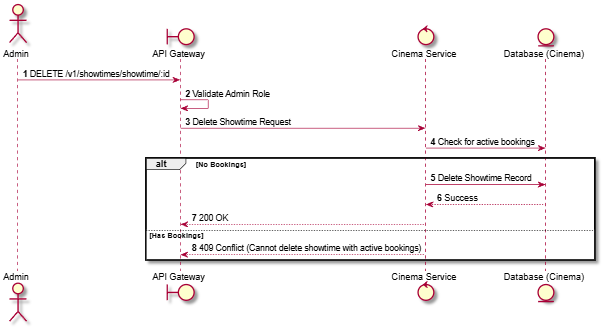 Admin
API Gateway
Cinema Service
Database (Cinema)
1 DELETE /v1/showtimes/showtime/:id
2 Validate Admin Role
3 Delete Showtime Request
4 Check for active bookings
alt [No Bookings]
5 Delete Showtime Record
6 Success
7 200 OK
[Has Bookings]
8 409 Conflict (Cannot delete showtime with active bookings)
Admin
API Gateway
Cinema Service
Database (Cinema)